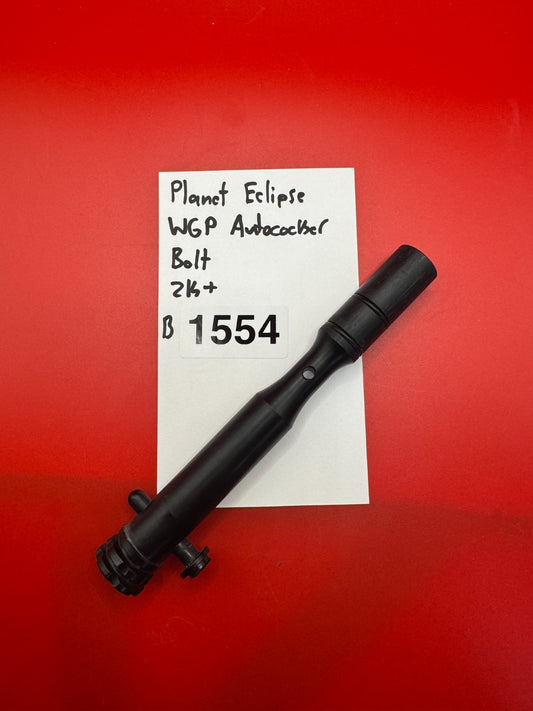 Planet Eclipse
WGP Autococker
Bolt
2k+
B 1554